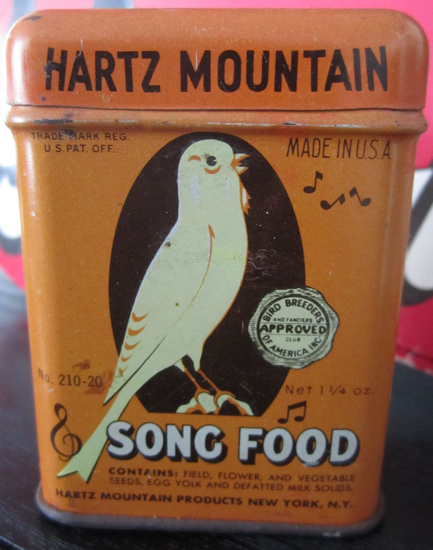 HARTZ MOUNTAIN
TRADE MARK REG.
U.S. PAT. OFF.
MADE IN U.S.A
BIRD BREEDERS
AND FANCIERS
APPROVED
CLUB
OF AMERICA INC.
No. 210-20
Net 1 1/4 oz.
SONG FOOD
CONTAINS: FIELD, FLOWER, AND VEGETABLE
SEEDS, EGG YOLK AND DEFATTED MILK SOLIDS.
HARTZ MOUNTAIN PRODUCTS NEW YORK, N.Y.